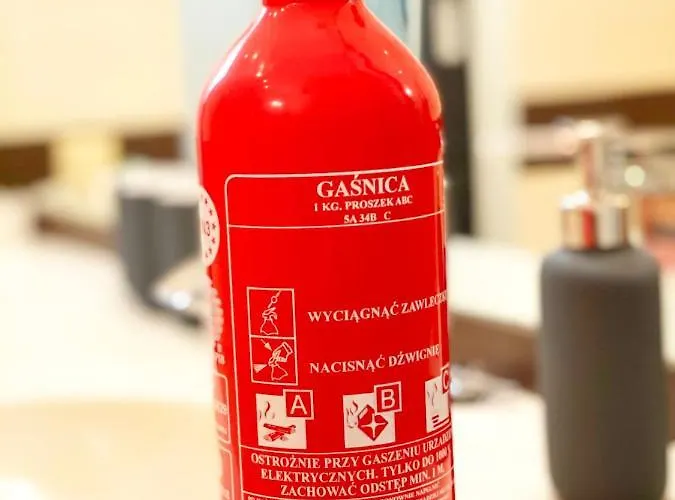 GAŚNICA
1 KG. PROSZEK ABC
5A 34B C
WYCIĄGNĄĆ
NACISNĄĆ DŹWIGNIĘ
A B C
OSTROŻNIE PRZY GASZENIU
ELEKTRYCZNYCH. TYLKO DO 1000
ZACHOWAĆ ODSTĘP MIN. 1 M.